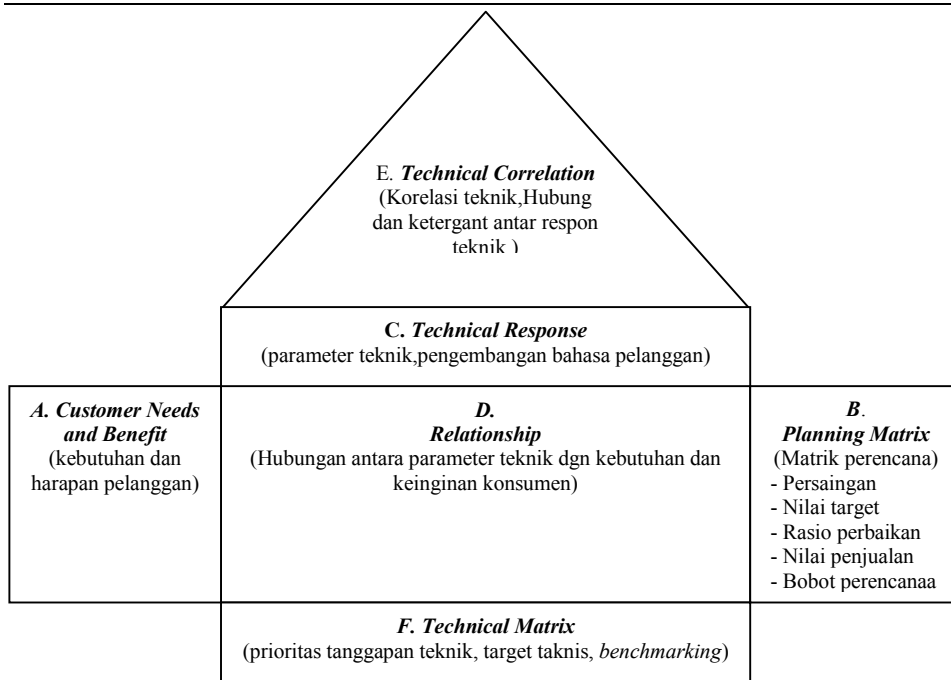 E. Technical Correlation
(Korelasi teknik,Hubung
dan ketergant antar respon
teknik )
C. Technical Response
(parameter teknik,pengembangan bahasa pelanggan)
A. Customer Needs
and Benefit
(kebutuhan dan
harapan pelanggan)
D.
Relationship
(Hubungan antara parameter teknik dgn kebutuhan dan
keinginan konsumen)
B.
Planning Matrix
(Matrik perencana)
- Persaingan
- Nilai target
- Rasio perbaikan
- Nilai penjualan
- Bobot perencanaa
F. Technical Matrix
(prioritas tanggapan teknik, target taknis, benchmarking)